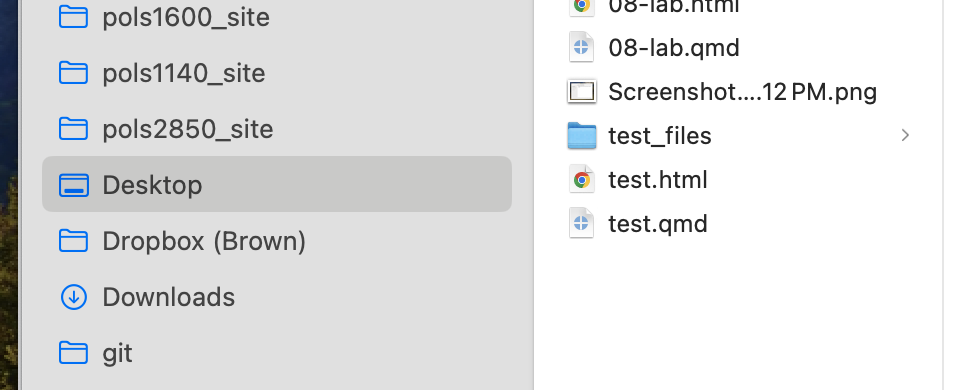 pols1600_site
pols1140_site
pols2850_site
Desktop
Dropbox (Brown)
Downloads
git
08-lab.html
08-lab.qmd
Screenshot....12 PM.png
test_files
test.html
test.qmd